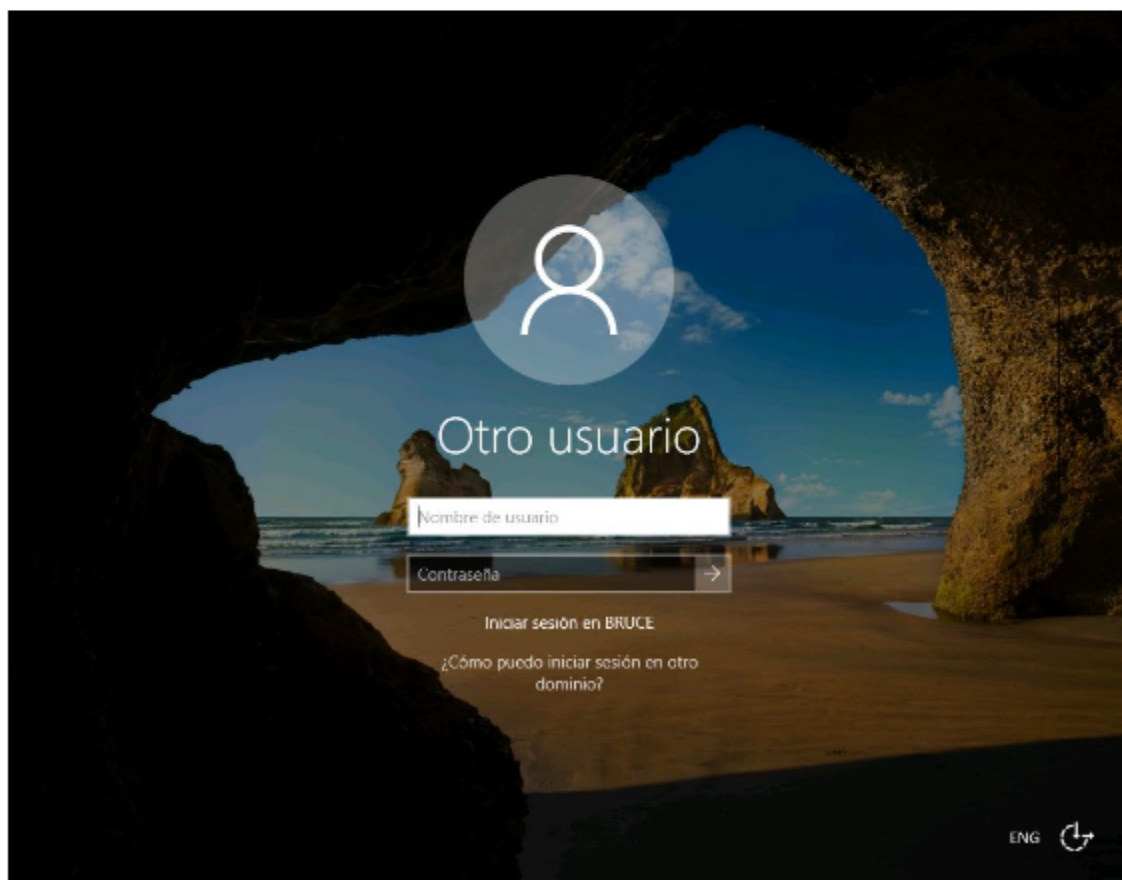 Otro usuario
Nombre de usuario
Contraseña
Iniciar sesión en BRUCE
¿Cómo puedo iniciar sesión en otro
dominio?
ENG